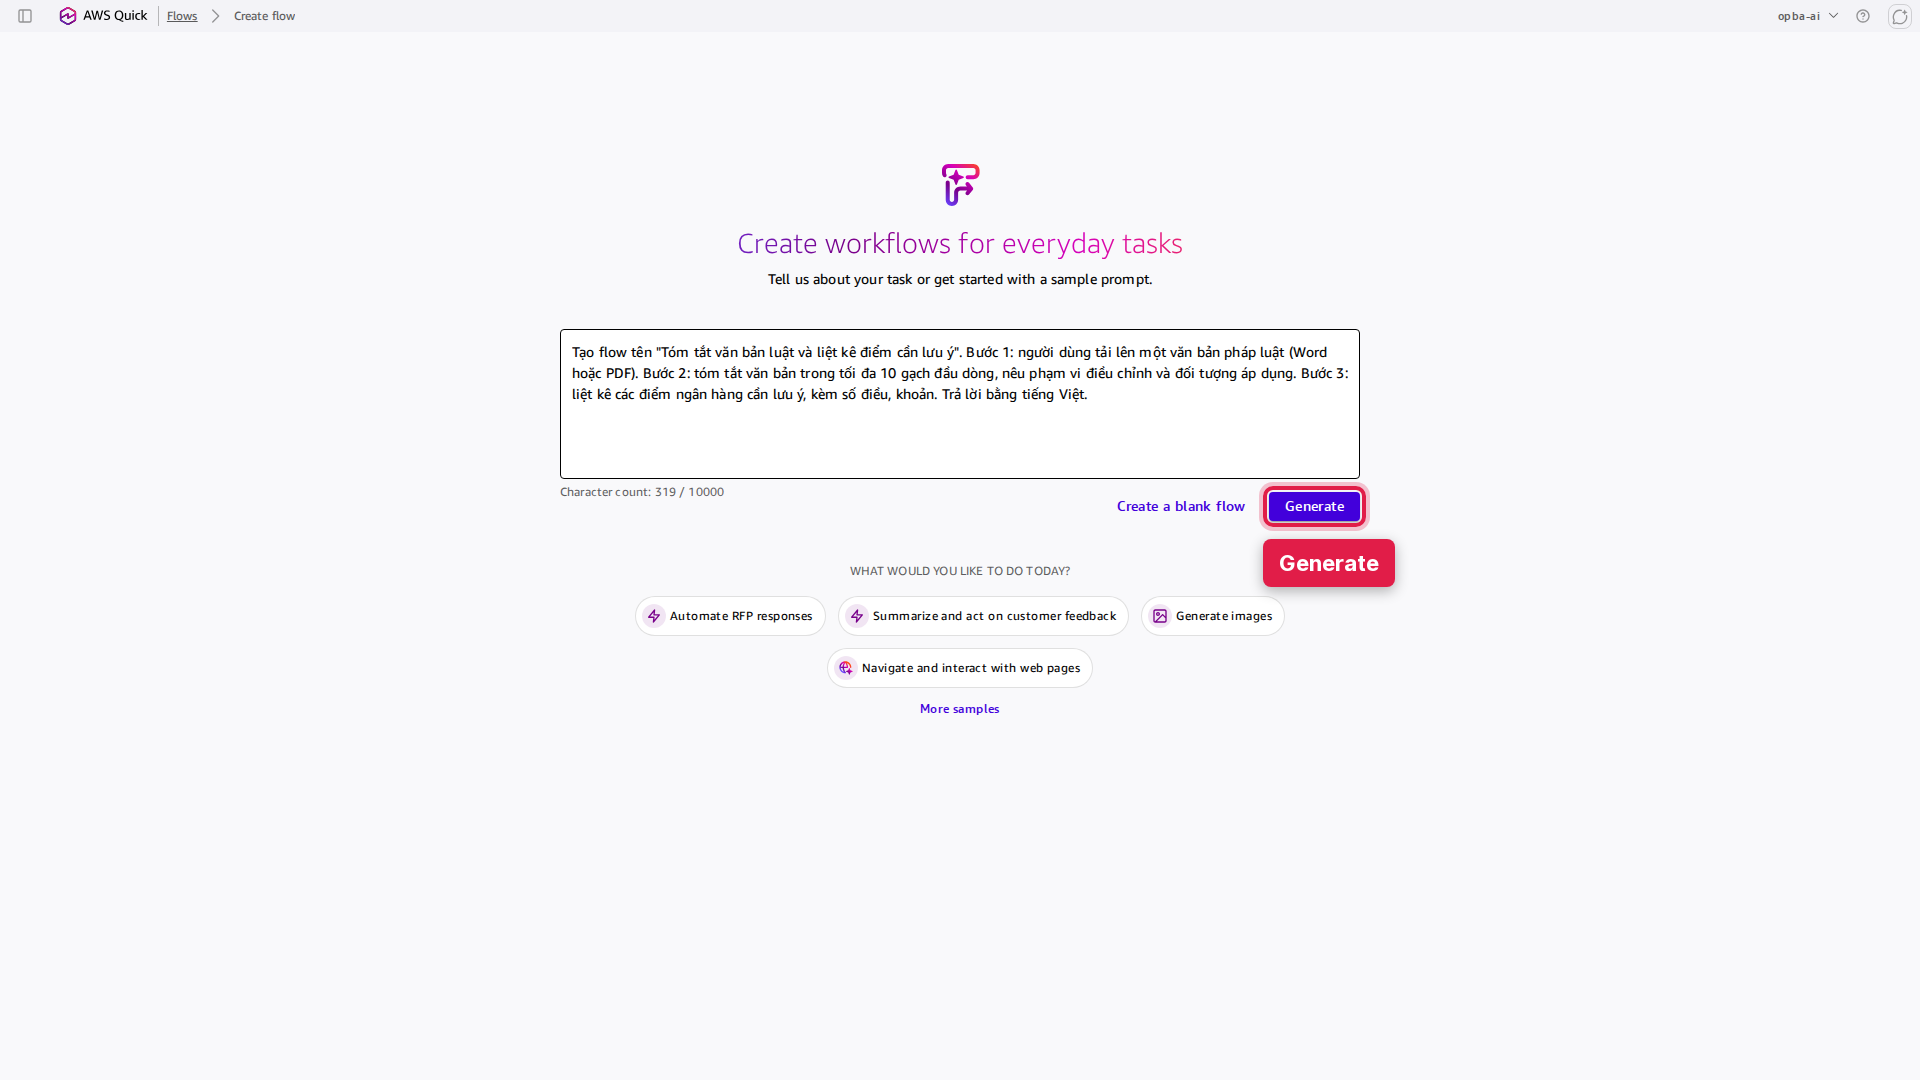 AWS Quick
Flows
Create flow
opba-ai
Create workflows for everyday tasks
Tell us about your task or get started with a sample prompt.
Tạo flow tên "Tóm tắt văn bản luật và liệt kê điểm cần lưu ý". Bước 1: người dùng tải lên một văn bản pháp luật (Word
hoặc PDF). Bước 2: tóm tắt văn bản trong tối đa 10 gạch đầu dòng, nêu phạm vi điều chỉnh và đối tượng áp dụng. Bước 3:
liệt kê các điểm ngân hàng cần lưu ý, kèm số điều, khoản. Trả lời bằng tiếng Việt.
Character count: 319 / 10000
Create a blank flow
Generate
Generate
WHAT WOULD YOU LIKE TO DO TODAY?
Automate RFP responses
Summarize and act on customer feedback
Generate images
Navigate and interact with web pages
More samples